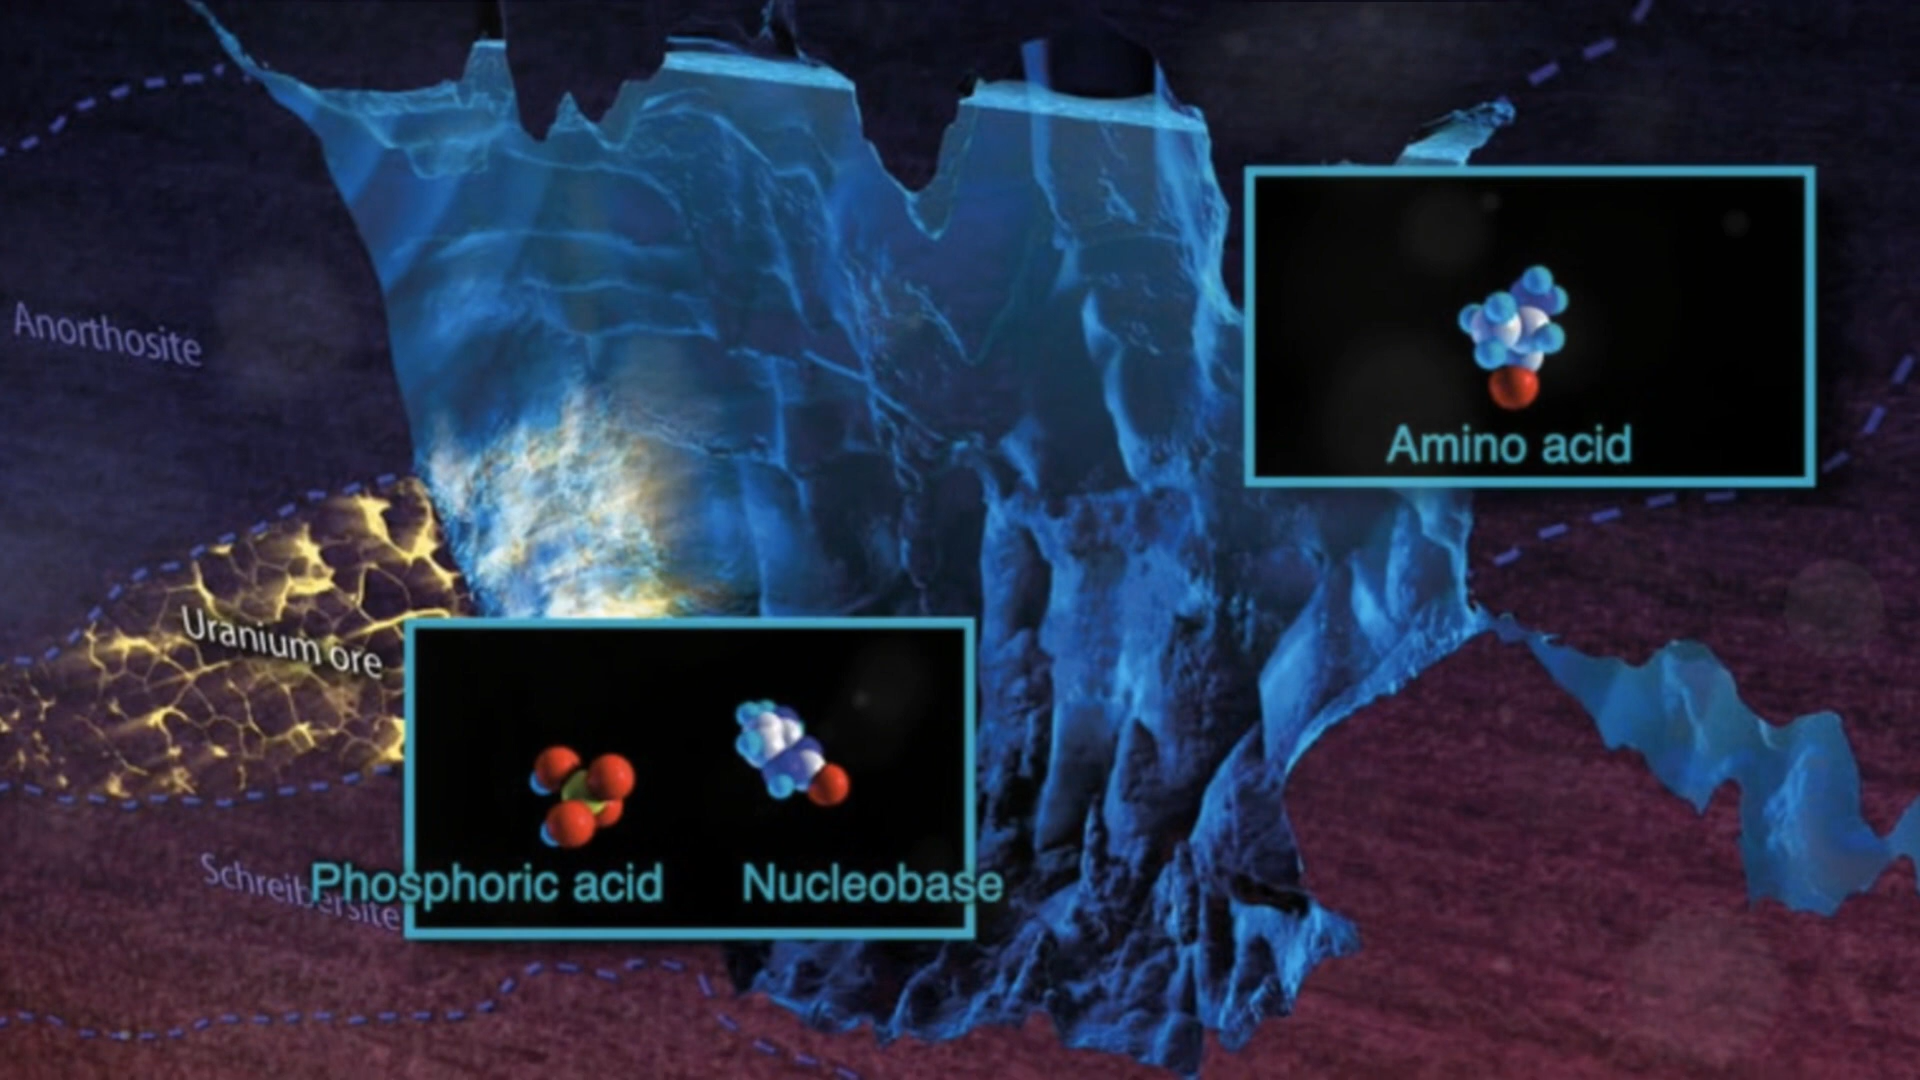 Anorthosite
Amino acid
Uranium ore
Schreibersite
Phosphoric acid
Nucleobase